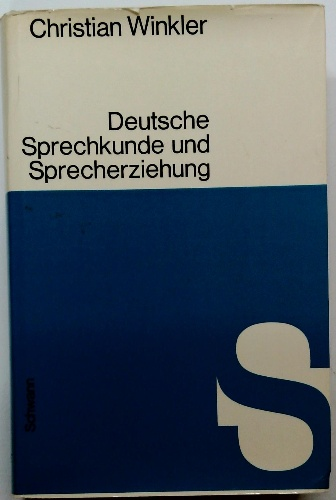 Christian Winkler
Deutsche
Sprechkunde und
Sprecherziehung
Schwann
S